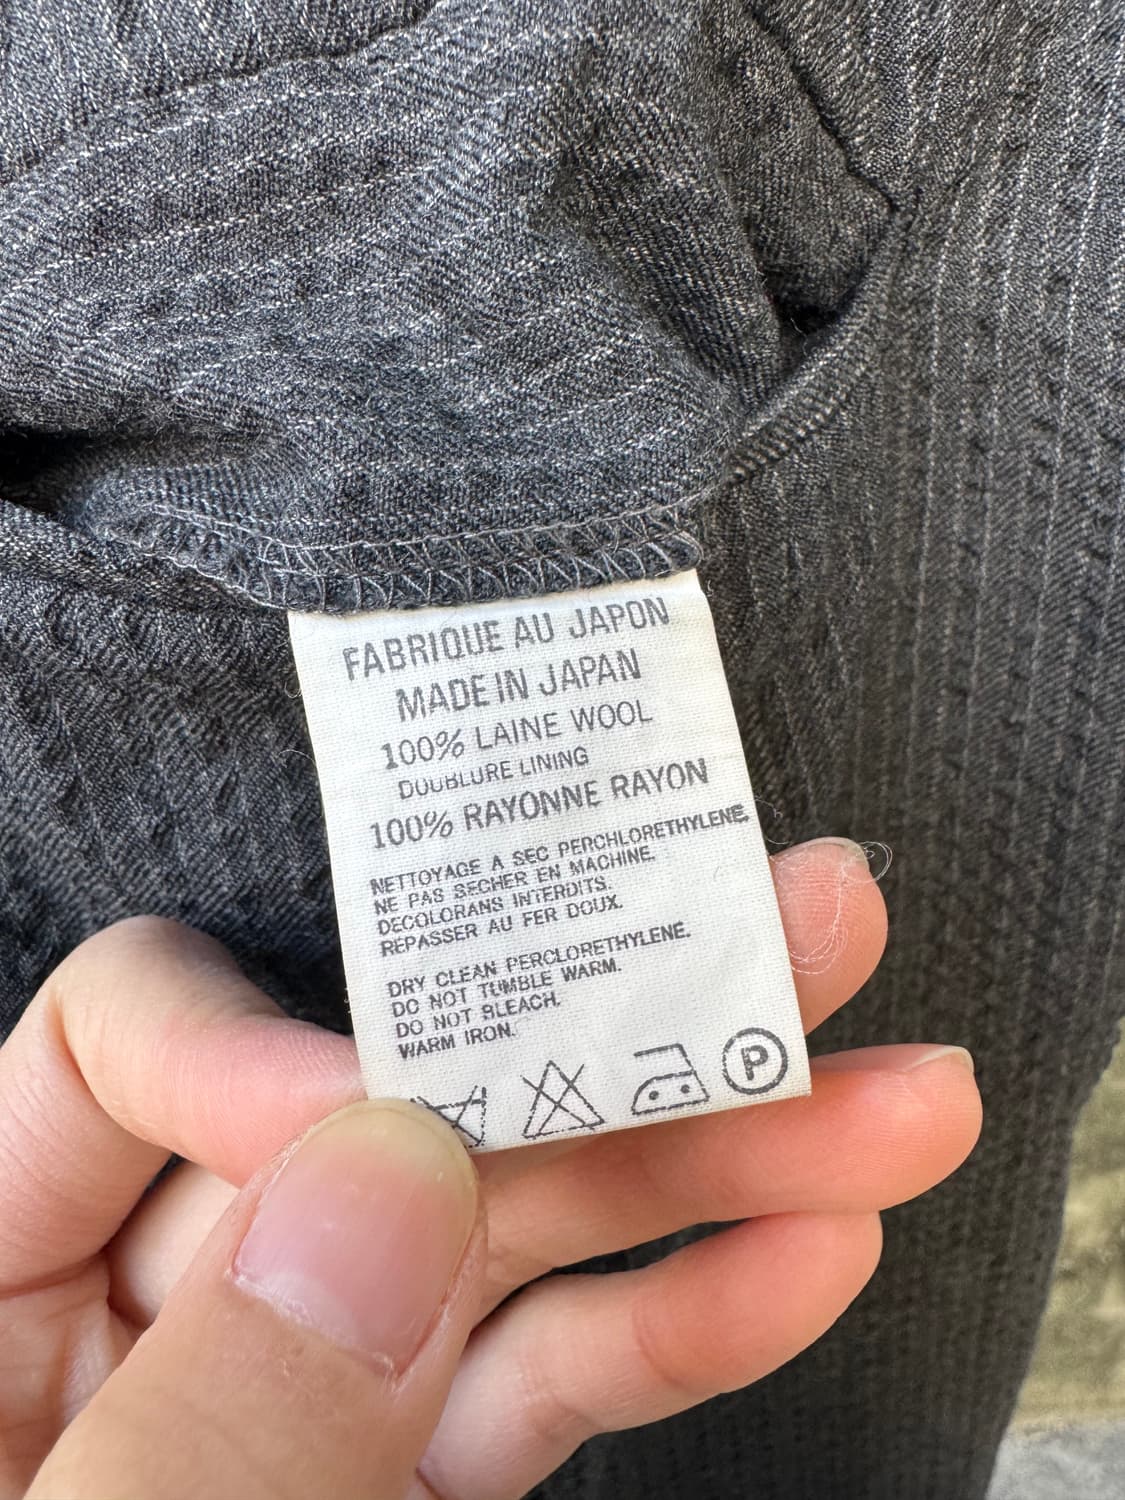 FABRIQUE AU JAPON
MADE IN JAPAN
100% LAINE WOOL
DOUBLURE LINING
100% RAYONNE RAYON
NETTOYAGE A SEC PERCHLORETHYLENE.
NE PAS SECHER EN MACHINE.
DECOLORANS INTERDITS.
REPASSER AU FER DOUX.
DRY CLEAN PERCLORETHYLENE.
DO NOT TUMBLE WARM.
DO NOT BLEACH.
WARM IRON.
P